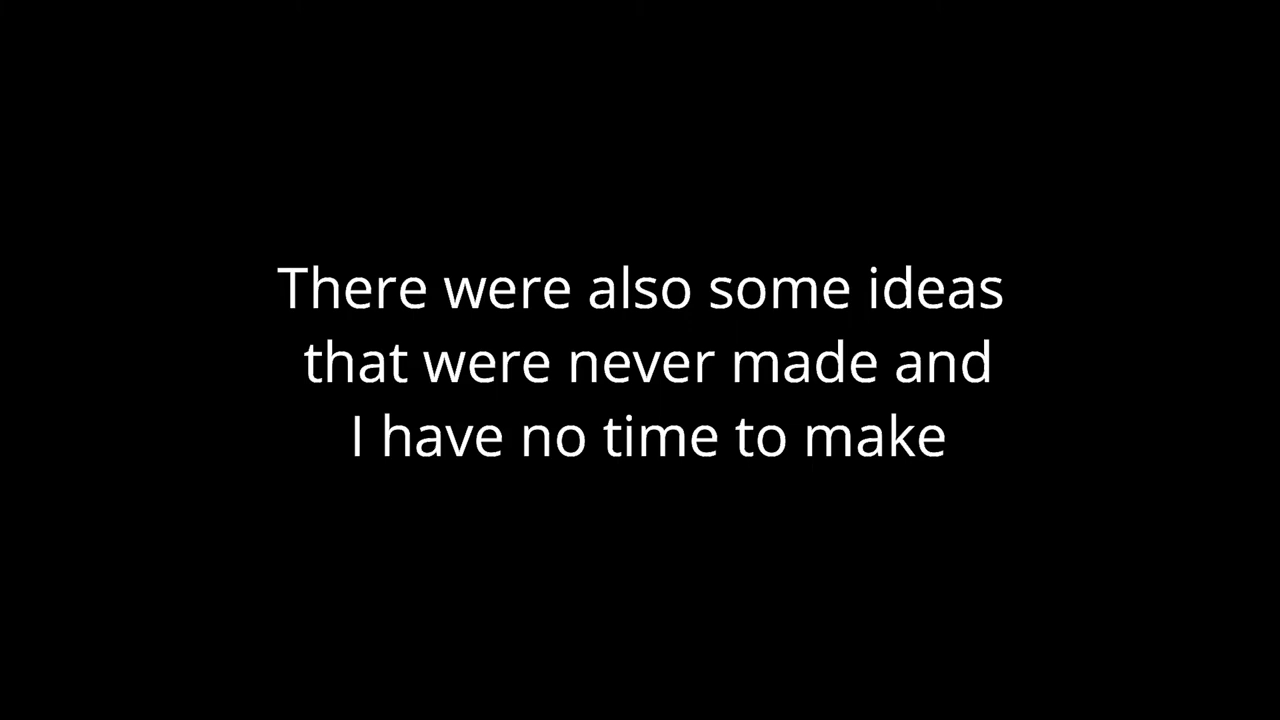 There were also some ideas
that were never made and
I have no time to make